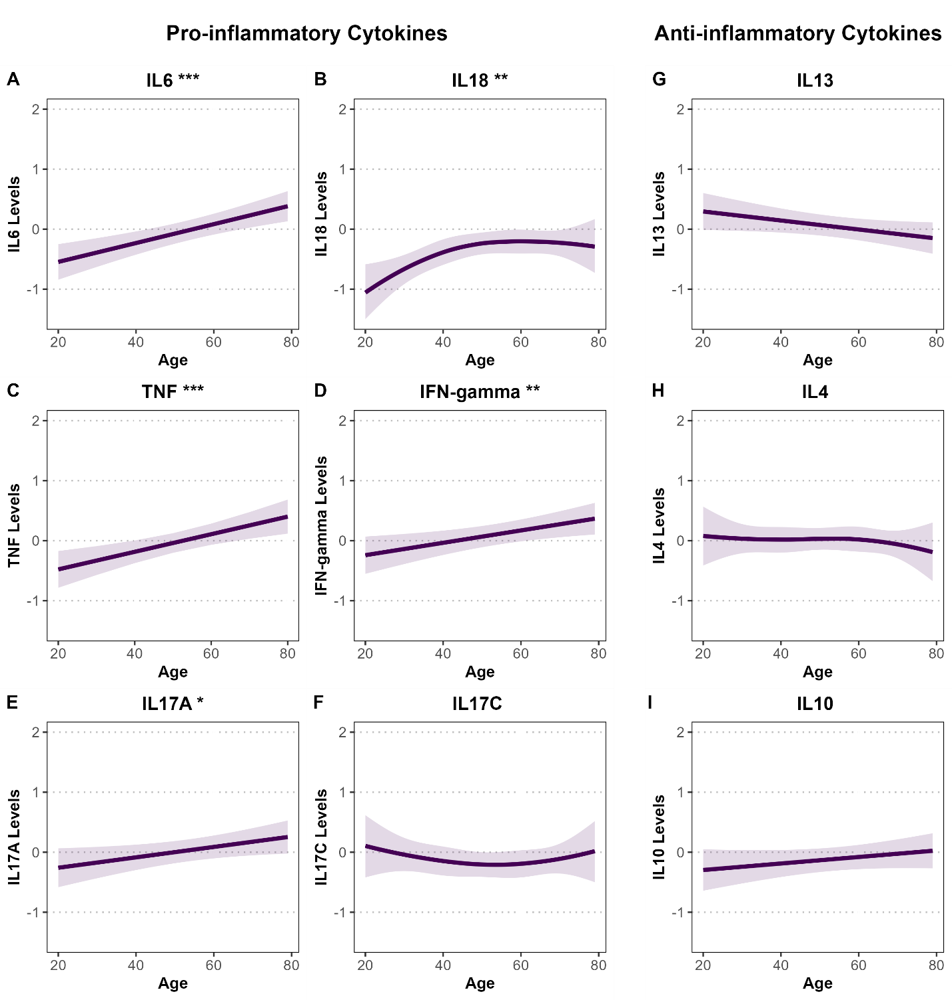 Pro-inflammatory Cytokines
Anti-inflammatory Cytokines
A
IL6 ***
IL6 Levels
2
1
0
-1
20 40 60 80
Age
B
IL18 **
IL18 Levels
2
1
0
-1
20 40 60 80
Age
G
IL13
IL13 Levels
2
1
0
-1
20 40 60 80
Age
C
TNF ***
TNF Levels
2
1
0
-1
20 40 60 80
Age
D
IFN-gamma **
IFN-gamma Levels
2
1
0
-1
20 40 60 80
Age
H
IL4
IL4 Levels
2
1
0
-1
20 40 60 80
Age
E
IL17A *
IL17A Levels
2
1
0
-1
20 40 60 80
Age
F
IL17C
IL17C Levels
2
1
0
-1
20 40 60 80
Age
I
IL10
IL10 Levels
2
1
0
-1
20 40 60 80
Age